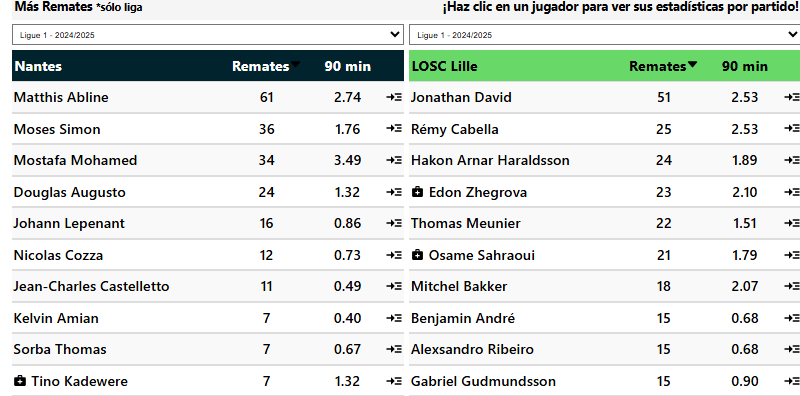 Más Remates *sólo liga
¡Haz clic en un jugador para ver sus estadísticas por partido!
Ligue 1 - 2024/2025
Ligue 1 - 2024/2025
Nantes Remates 90 min
Matthis Abline 61 2.74
Moses Simon 36 1.76
Mostafa Mohamed 34 3.49
Douglas Augusto 24 1.32
Johann Lepenant 16 0.86
Nicolas Cozza 12 0.73
Jean-Charles Castelletto 11 0.49
Kelvin Amian 7 0.40
Sorba Thomas 7 0.67
Tino Kadewere 7 1.32
LOSC Lille Remates 90 min
Jonathan David 51 2.53
Rémy Cabella 25 2.53
Hakon Arnar Haraldsson 24 1.89
Edon Zhegrova 23 2.10
Thomas Meunier 22 1.51
Osame Sahraoui 21 1.79
Mitchel Bakker 18 2.07
Benjamin André 15 0.68
Alexsandro Ribeiro 15 0.68
Gabriel Gudmundsson 15 0.90